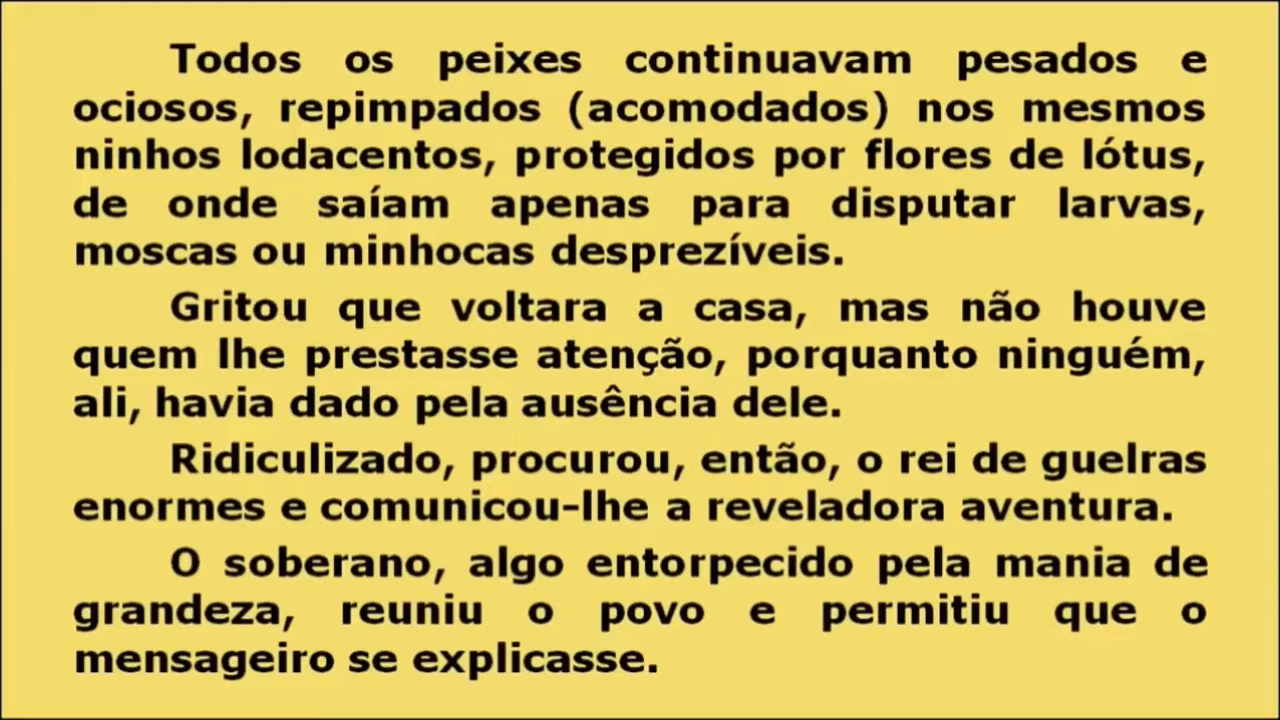 Todos os peixes continuavam pesados e
ociosos, repimpados (acomodados) nos mesmos
ninhos lodacentos, protegidos por flores de lótus,
de onde saíam apenas para disputar larvas,
moscas ou minhocas desprezíveis.
Gritou que voltara a casa, mas não houve
quem lhe prestasse atenção, porquanto ninguém,
ali, havia dado pela ausência dele.
Ridiculizado, procurou, então, o rei de guelras
enormes e comunicou-lhe a reveladora aventura.
O soberano, algo entorpecido pela mania de
grandeza, reuniu o povo e permitiu que o
mensageiro se explicasse.